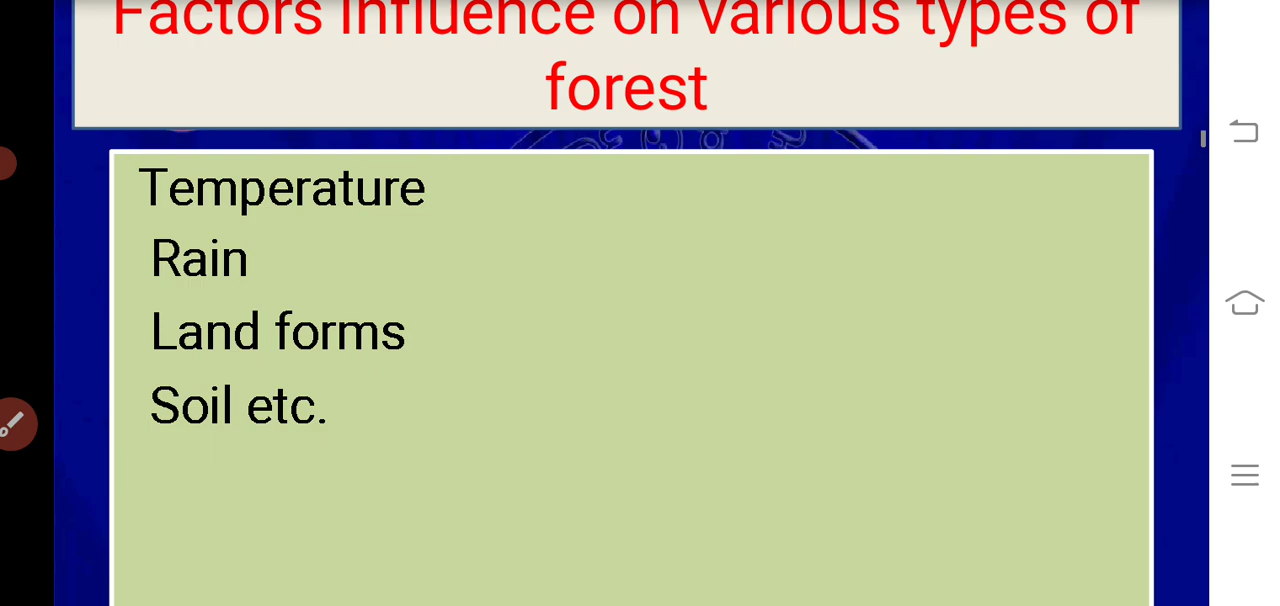 Factors Influence on various types of
forest
Temperature
Rain
Land forms
Soil etc.